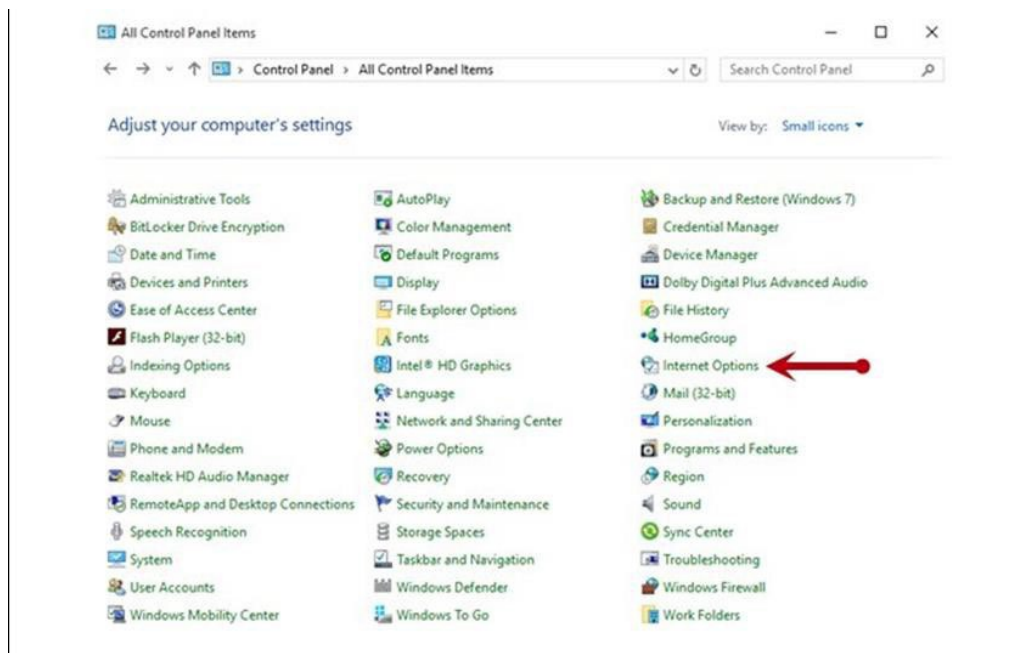 All Control Panel Items
Control Panel > All Control Panel Items
Search Control Panel
Adjust your computer's settings
View by: Small icons
Administrative Tools
AutoPlay
Backup and Restore (Windows 7)
BitLocker Drive Encryption
Color Management
Credential Manager
Date and Time
Default Programs
Device Manager
Devices and Printers
Display
Dolby Digital Plus Advanced Audio
Ease of Access Center
File Explorer Options
File History
Flash Player (32-bit)
Fonts
HomeGroup
Indexing Options
Intel® HD Graphics
Internet Options
Keyboard
Language
Mail (32-bit)
Mouse
Network and Sharing Center
Personalization
Phone and Modem
Power Options
Programs and Features
Realtek HD Audio Manager
Recovery
Region
RemoteApp and Desktop Connections
Security and Maintenance
Sound
Speech Recognition
Storage Spaces
Sync Center
System
Taskbar and Navigation
Troubleshooting
User Accounts
Windows Defender
Windows Firewall
Windows Mobility Center
Windows To Go
Work Folders